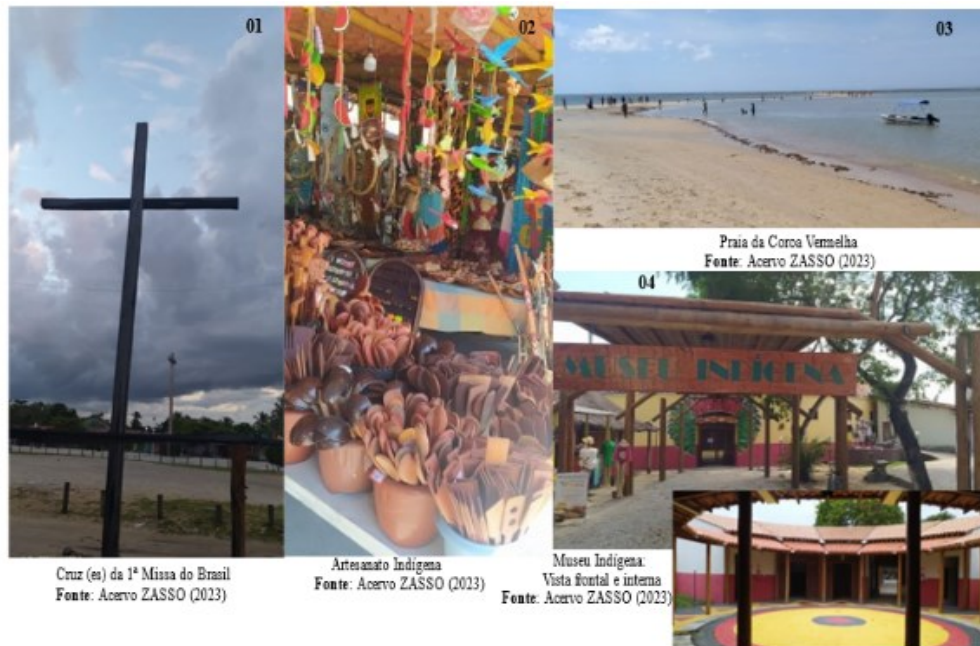 01
Cruz (es) da 1ª Missa do Brasil
Fonte: Acervo ZASSO (2023)
02
Artesanato Indígena
Fonte: Acervo ZASSO (2023)
03
Praia da Coroa Vermelha
Fonte: Acervo ZASSO (2023)
04
MUSEU INDÍGENA
Museu Indígena:
Vista frontal e interna
Fonte: Acervo ZASSO (2023)